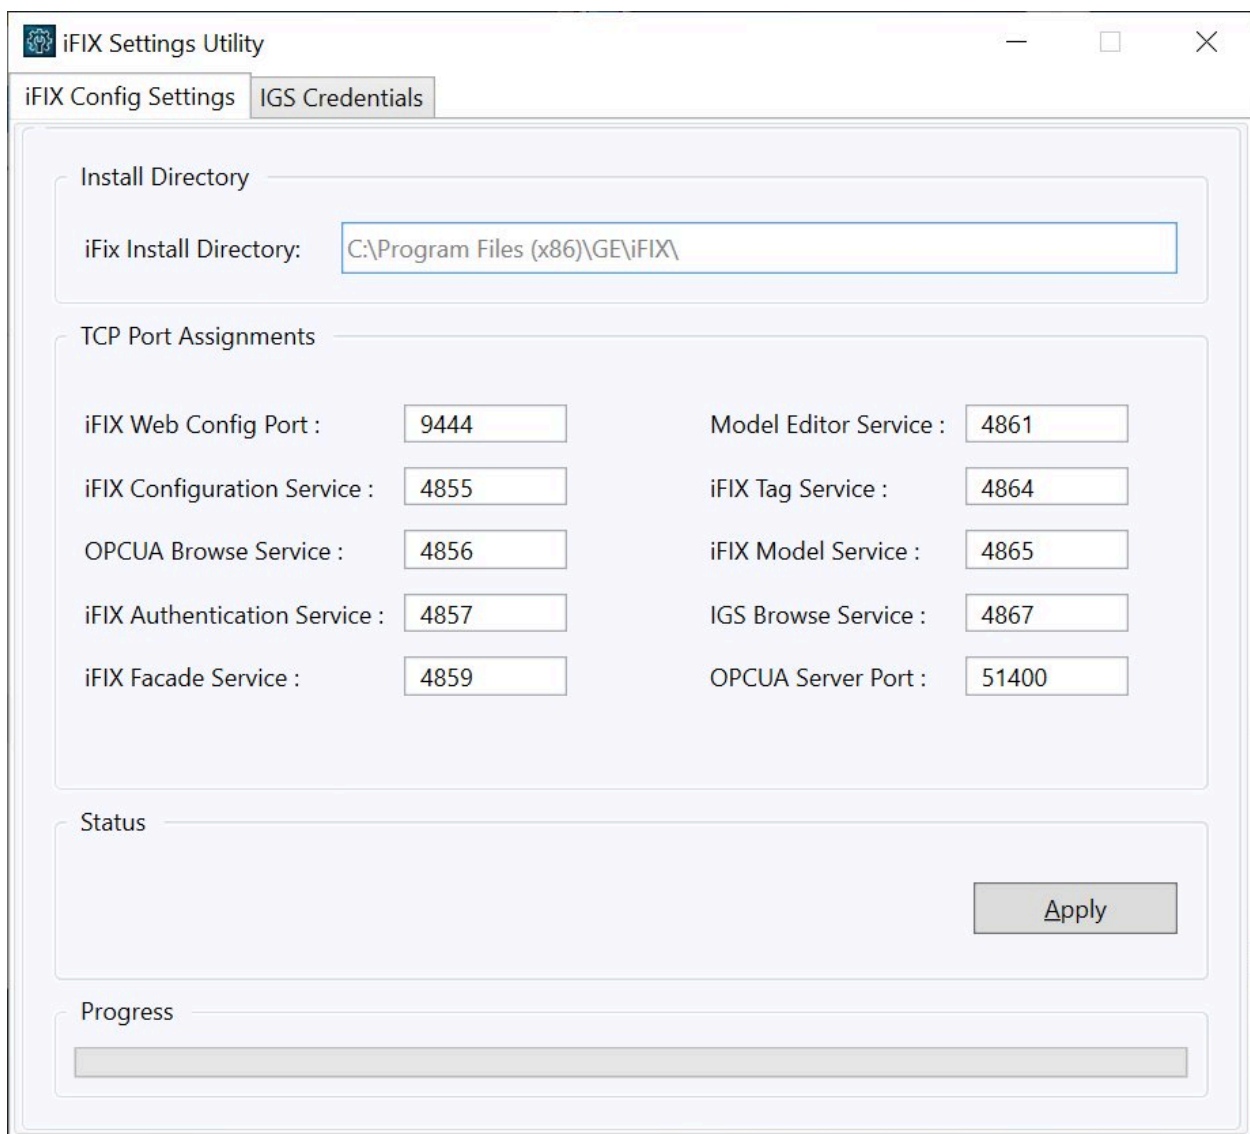 iFIX Settings Utility
iFIX Config Settings
IGS Credentials
Install Directory
iFix Install Directory:
C:\Program Files (x86)\GE\iFIX\
TCP Port Assignments
iFIX Web Config Port :
9444
Model Editor Service :
4861
iFIX Configuration Service :
4855
iFIX Tag Service :
4864
OPCUA Browse Service :
4856
iFIX Model Service :
4865
iFIX Authentication Service :
4857
IGS Browse Service :
4867
iFIX Facade Service :
4859
OPCUA Server Port :
51400
Status
Apply
Progress